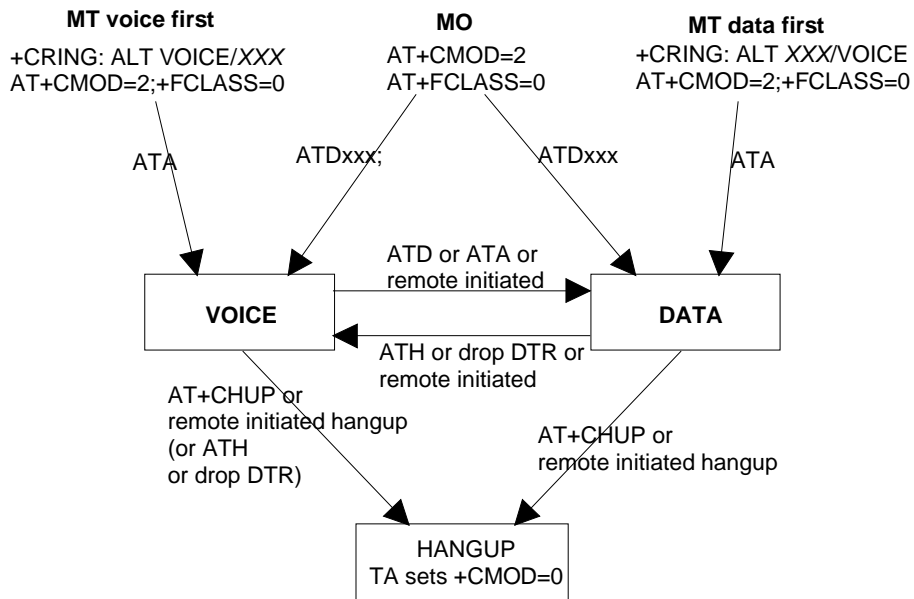 MT voice first
+CRING: ALT VOICE/XXX
AT+CMOD=2;+FCLASS=0
MO
AT+CMOD=2
AT+FCLASS=0
MT data first
+CRING: ALT XXX/VOICE
AT+CMOD=2;+FCLASS=0
ATA
ATDxxx;
ATDxxx
ATA
ATD or ATA or
remote initiated
VOICE
DATA
ATH or drop DTR or
remote initiated
AT+CHUP or
remote initiated hangup
(or ATH
or drop DTR)
AT+CHUP or
remote initiated hangup
HANGUP
TA sets +CMOD=0